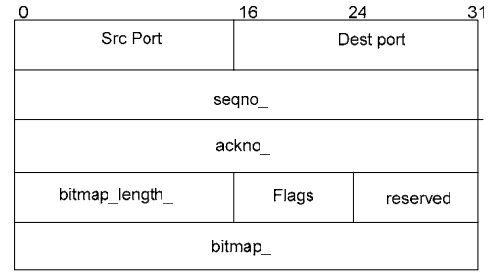 0 16 24 31
Src Port Dest port
seqno_
ackno_
bitmap_length_ Flags reserved
bitmap_